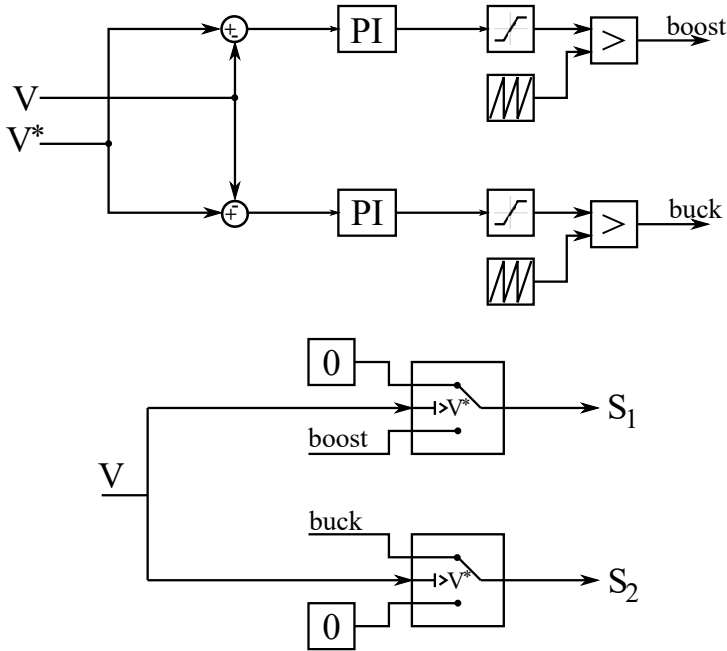 boost
PI
+
-
>
V
V*
-
+
PI
>
buck
0
>V*
S1
boost
V
buck
>V*
S2
0